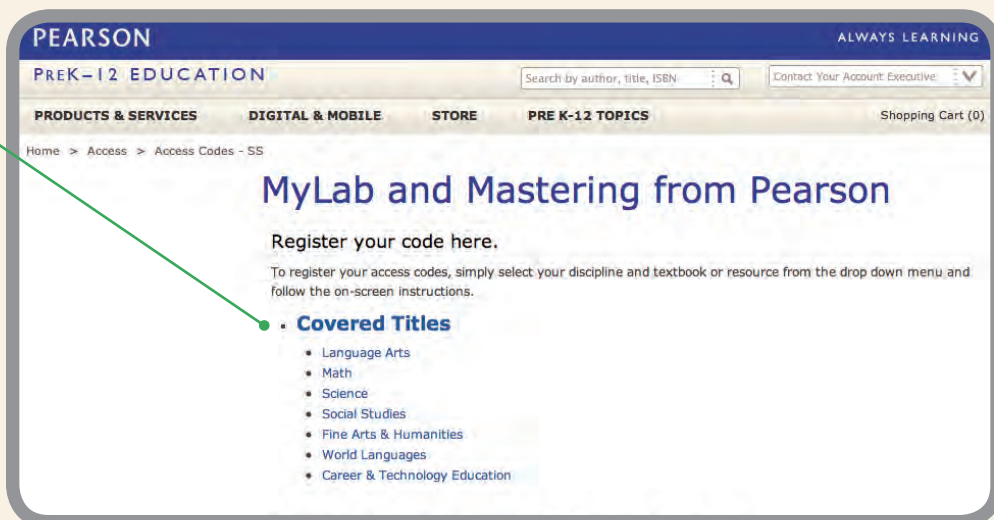 PEARSON
ALWAYS LEARNING
PREK–12 EDUCATION
Search by author, title, ISBN
Contact Your Account Executive
PRODUCTS & SERVICES DIGITAL & MOBILE STORE PRE K-12 TOPICS Shopping Cart (0)
Home > Access > Access Codes - SS
MyLab and Mastering from Pearson
Register your code here.
To register your access codes, simply select your discipline and textbook or resource from the drop down menu and
follow the on-screen instructions.
• Covered Titles
• Language Arts
• Math
• Science
• Social Studies
• Fine Arts & Humanities
• World Languages
• Career & Technology Education